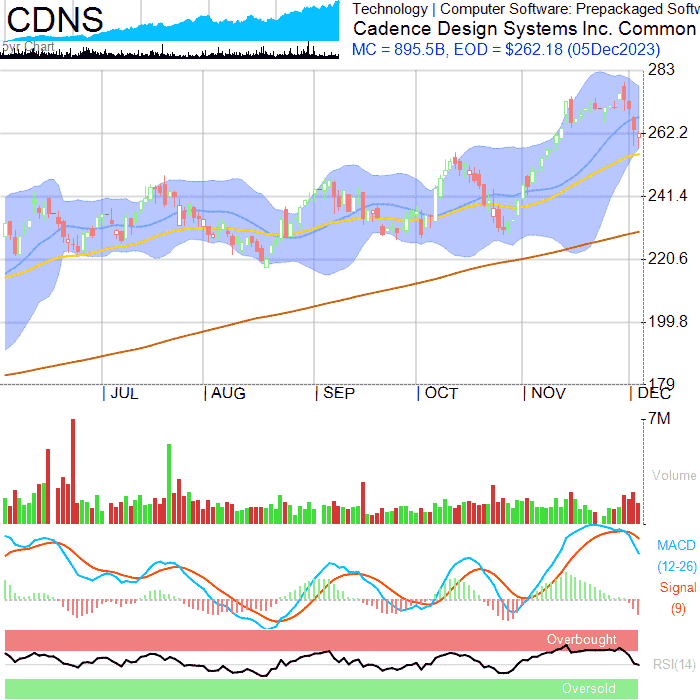 CDNS
5yr Chart
Technology | Computer Software: Prepackaged Softw
Cadence Design Systems Inc. Common
MC = 895.5B, EOD = $262.18 (05Dec2023)
283
262.2
241.4
220.6
199.8
179
JUL AUG SEP OCT NOV DEC
7M
Volume
MACD
(12-26)
Signal
(9)
Overbought
RSI(14)
Oversold